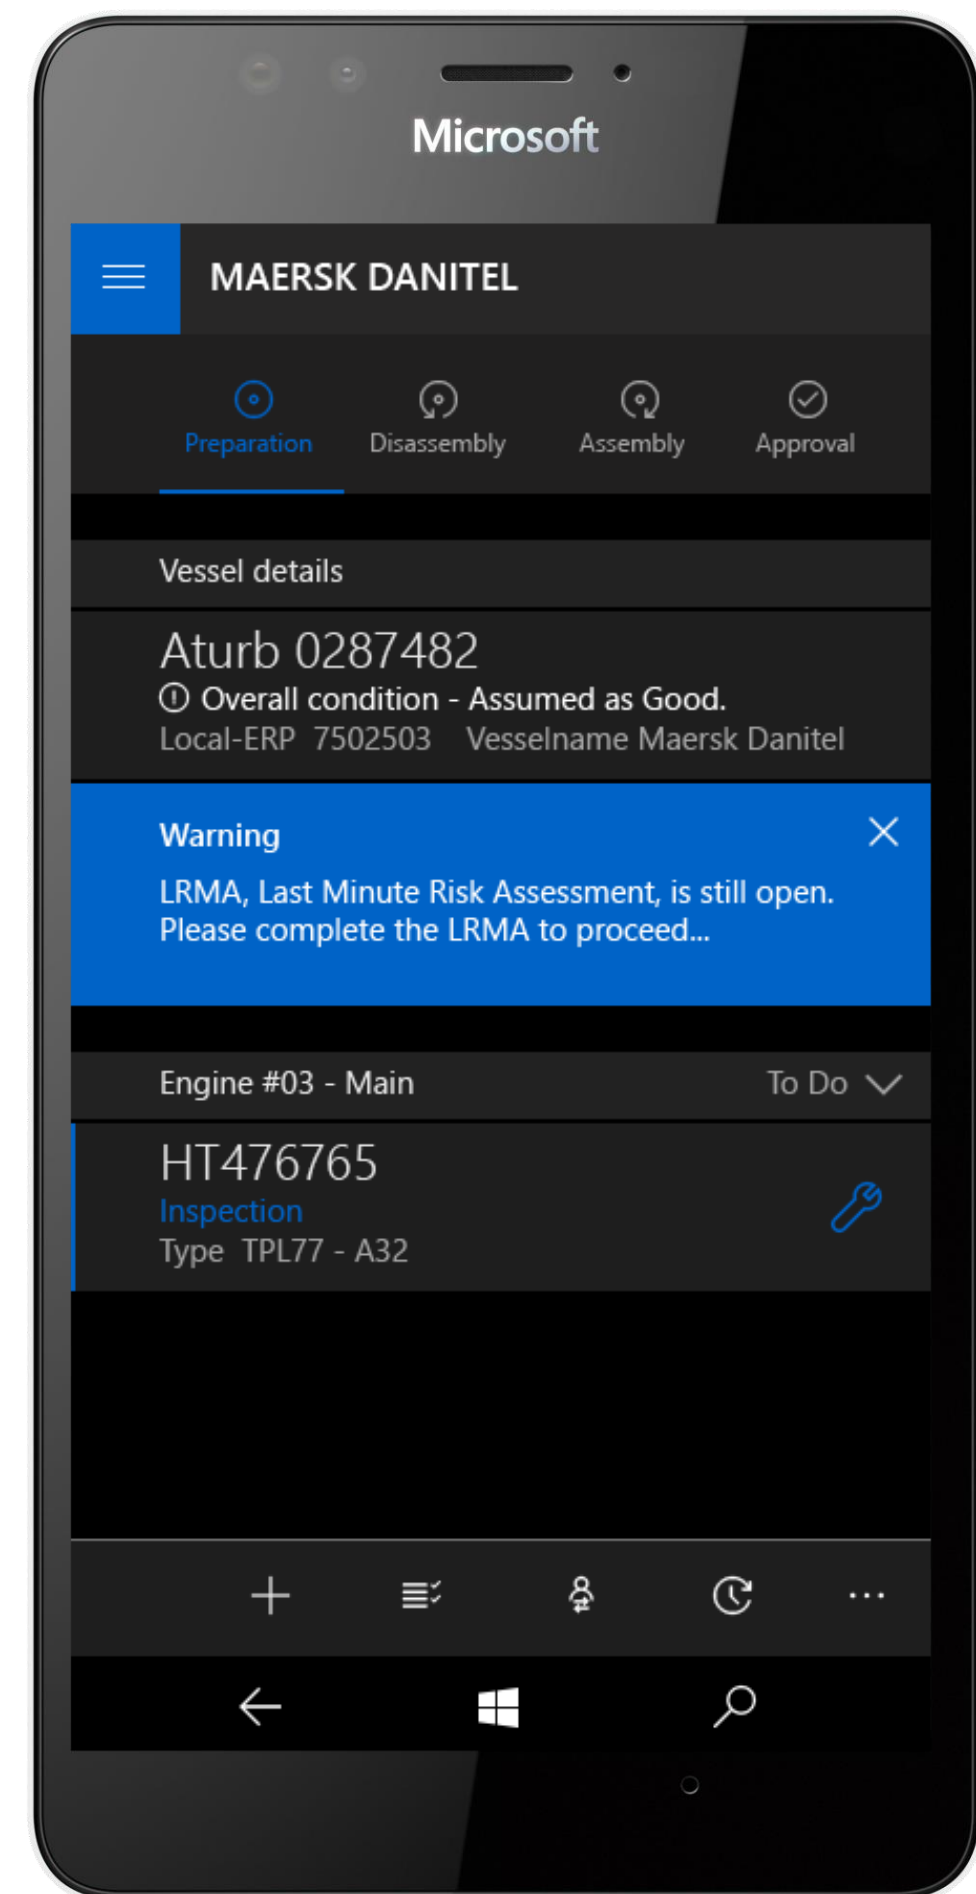 Microsoft
MAERSK DANITEL
Preparation Disassembly Assembly Approval
Vessel details
Aturb 0287482
Overall condition - Assumed as Good.
Local-ERP 7502503 Vesselname Maersk Danitel
Warning
LRMA, Last Minute Risk Assessment, is still open.
Please complete the LRMA to proceed...
Engine #03 - Main To Do
HT476765
Inspection
Type TPL77 - A32